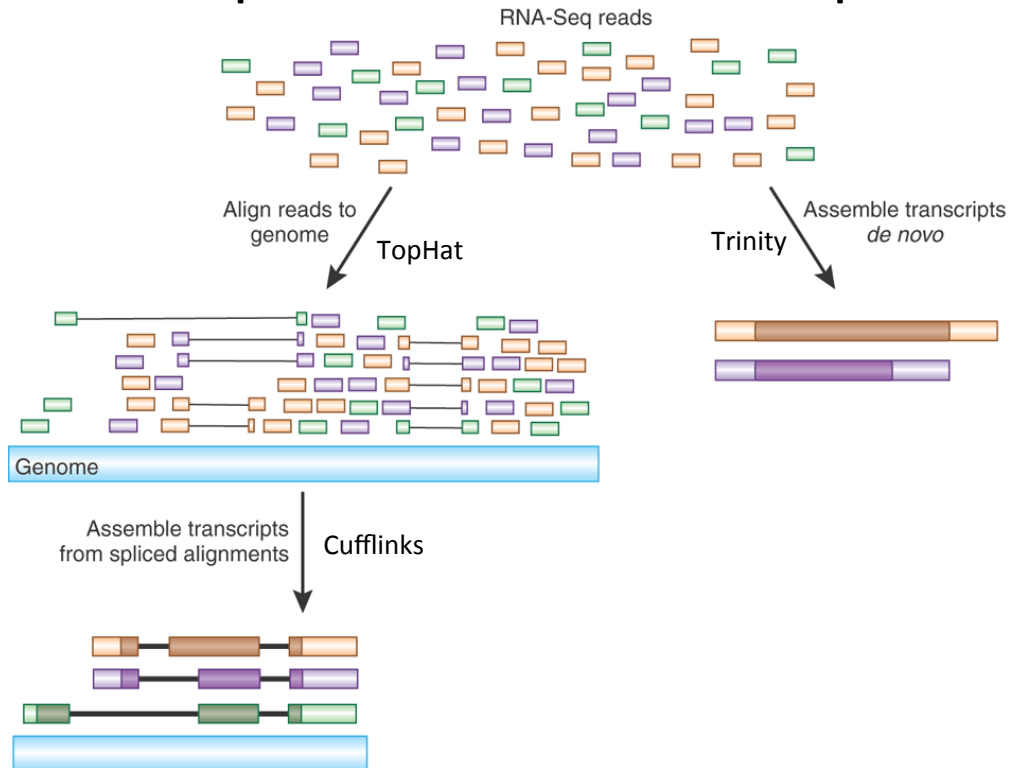 RNA-Seq reads
Align reads to
genome
TopHat
Trinity
Assemble transcripts
de novo
Genome
Assemble transcripts
from spliced alignments
Cufflinks